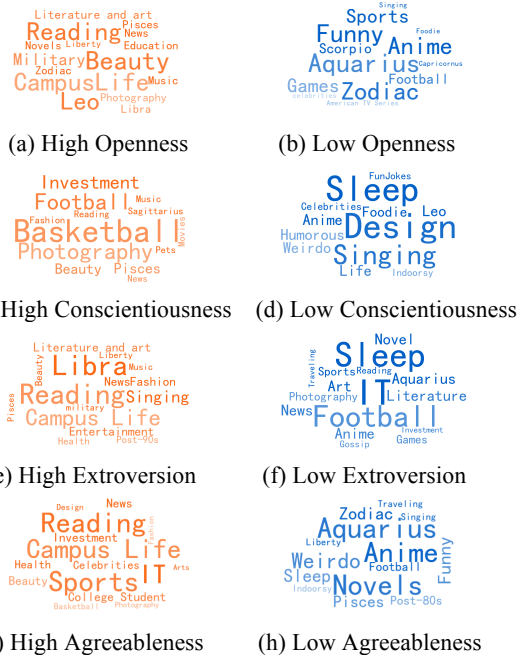 Literature and art
Reading Pisces
News
Novels Liberty Education
Military Beauty
Zodiac
CampusLife Music
Leo Photography
Libra
(a) High Openness
Singing
Sports
Funny Foodie
Scorpio Anime
Aquarius Capricornus
Games Football
celebrities Zodiac
American TV Series
(b) Low Openness
Investment
Football Music
Reading Sagittarius
Fashion
Basketball Movies
Photography Pets
Beauty Pisces
News
High Conscientiousness
FunJokes
Sleep
Celebrities Foodie Leo
Anime Design
Humorous
Weirdo Singing
Life Indoorsy
(d) Low Conscientiousness
Literature and art
Liberty
Beauty Libra Music
NewsFashion
Reading Singing
Pisces military
Campus Life
Entertainment
Health Post-90s
e) High Extroversion
Novel
Sleep
Traveling Sports Reading Aquarius
Art IT
Photography Literature
News Football
Anime Investment
Gossip Games
(f) Low Extroversion
Design News
Reading Fashion
Investment
Campus Life
Health Celebrities IT Arts
Beauty Sports
College Student
Basketball Photography
) High Agreeableness
Traveling
Zodiac Singing
Aquarius
Liberty Anime
Weirdo Football Funny
Sleep
Indoorsy Novels
Pisces Post-80s
(h) Low Agreeableness